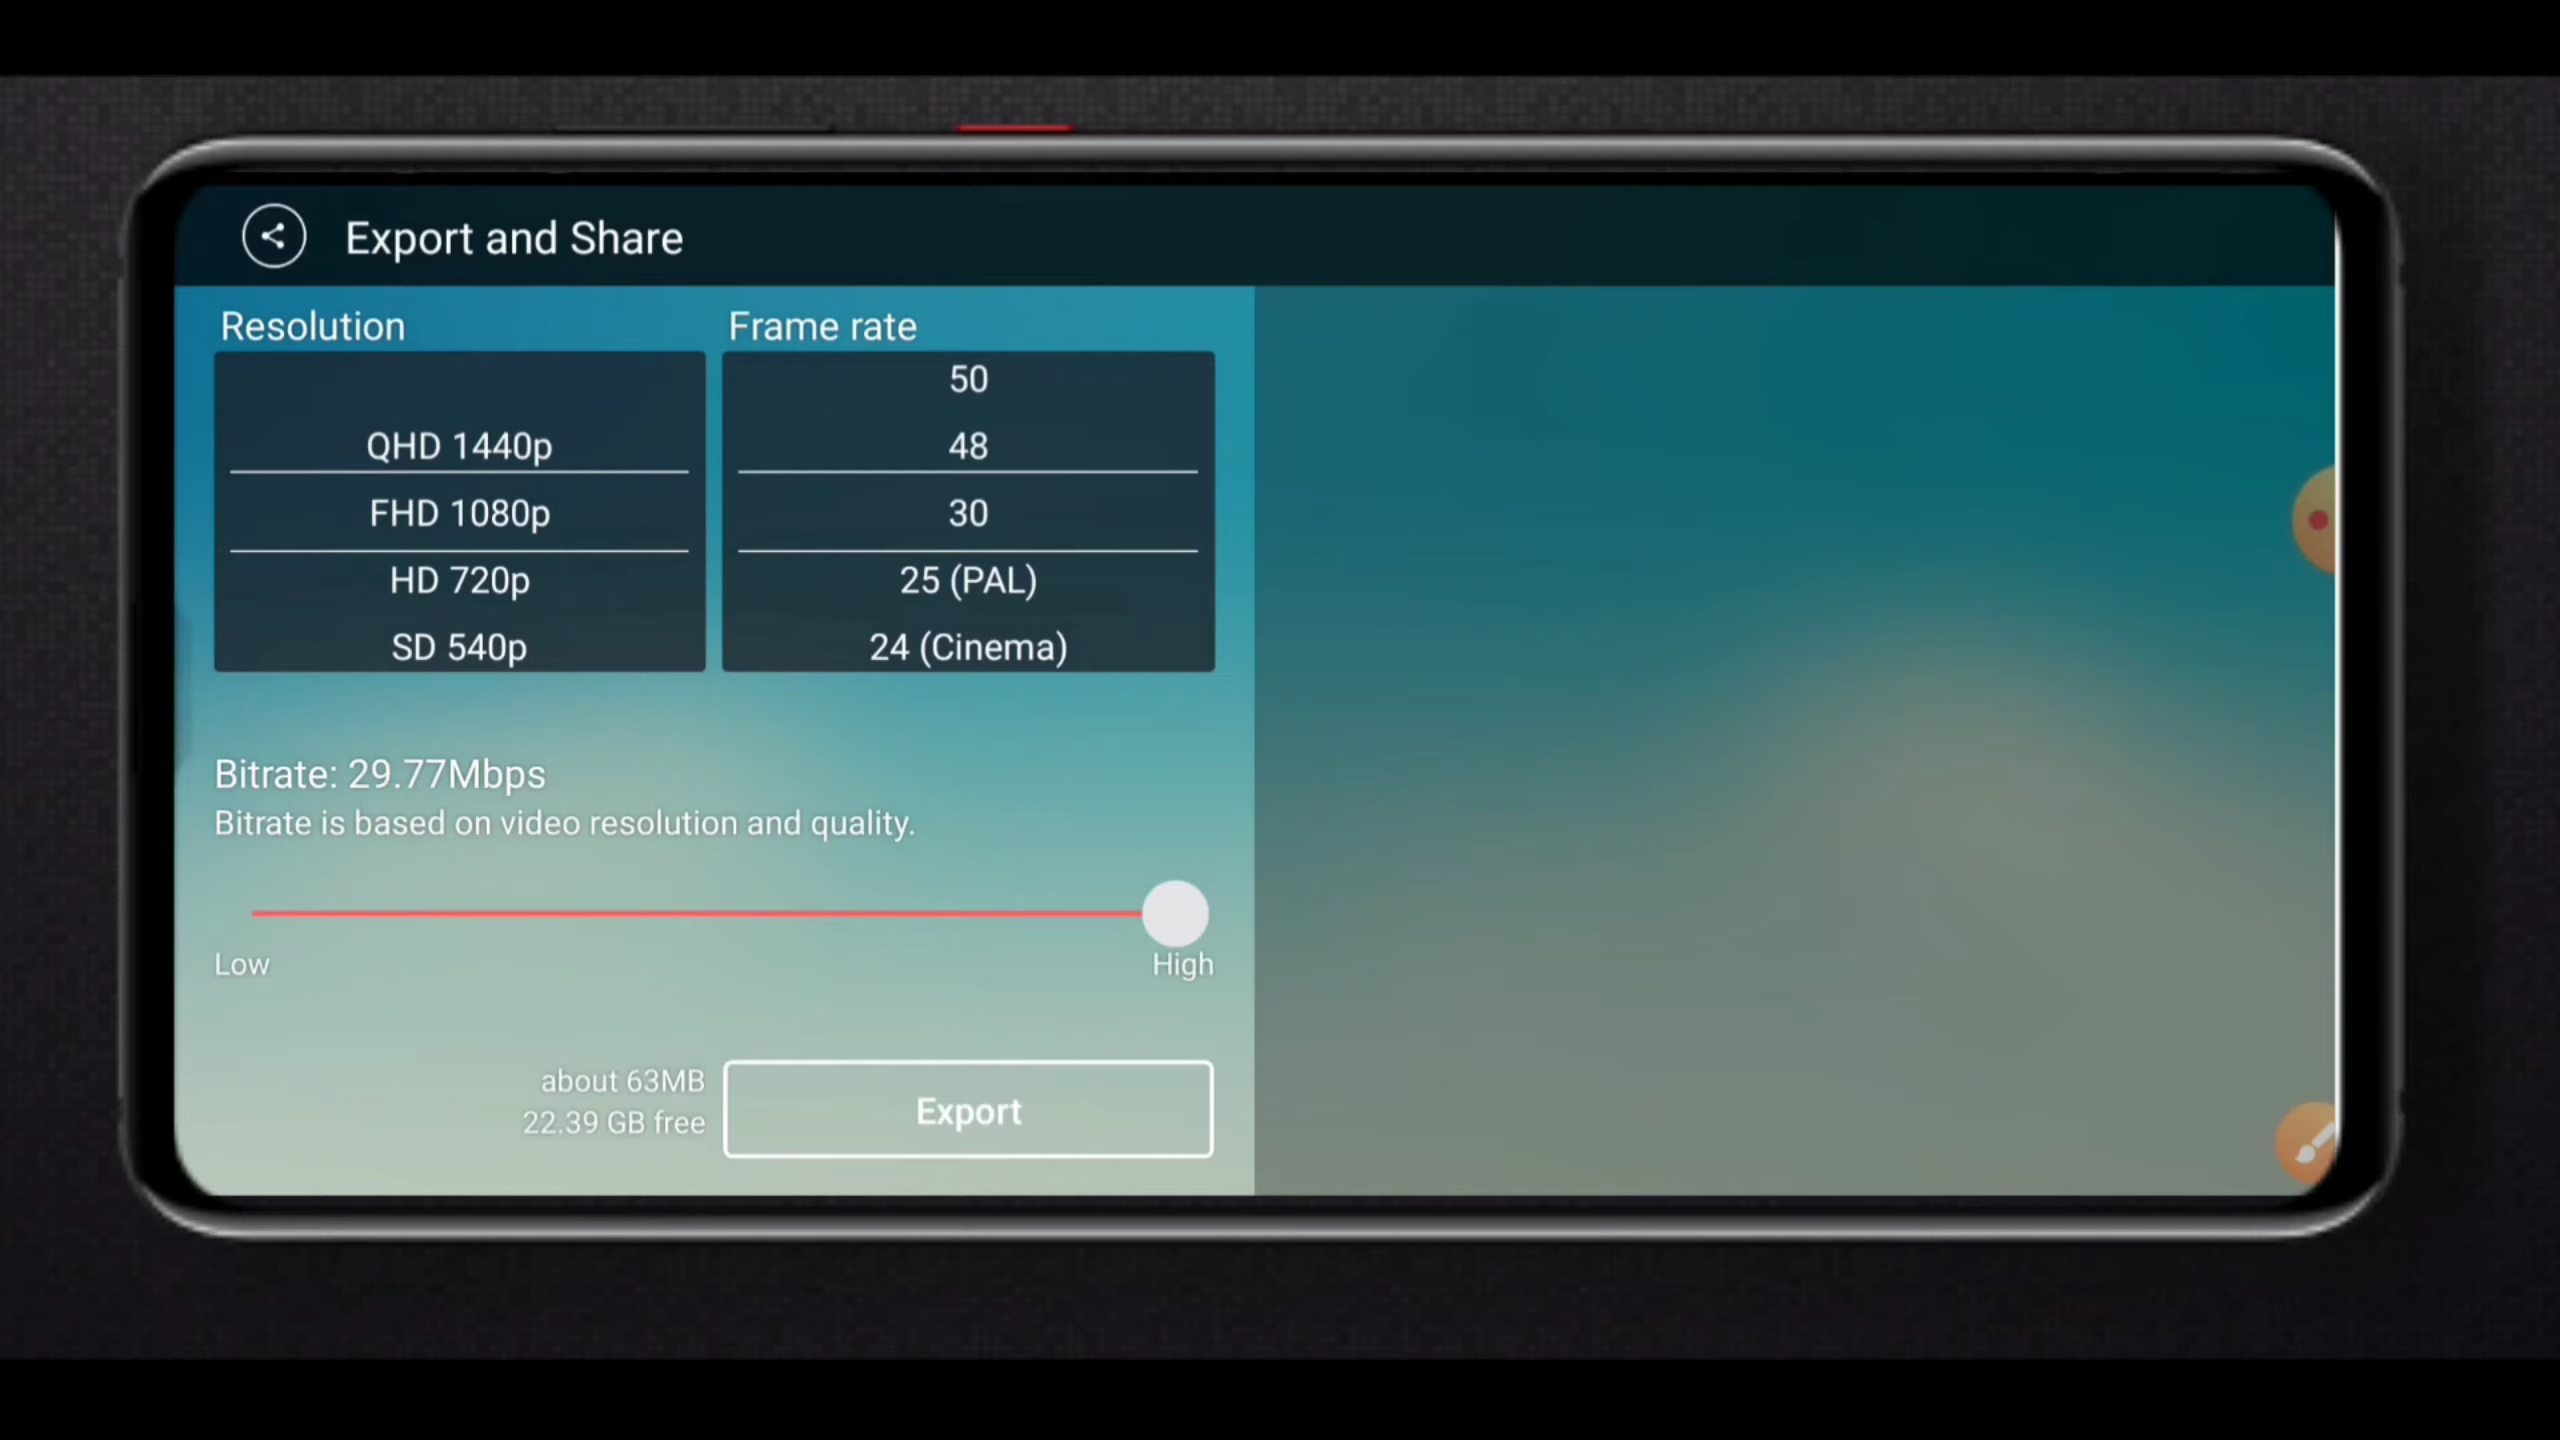 Export and Share
Resolution
Frame rate
QHD 1440p
FHD 1080p
HD 720p
SD 540p
50
48
30
25 (PAL)
24 (Cinema)
Bitrate: 29.77Mbps
Bitrate is based on video resolution and quality.
Low
High
about 63MB
22.39 GB free
Export